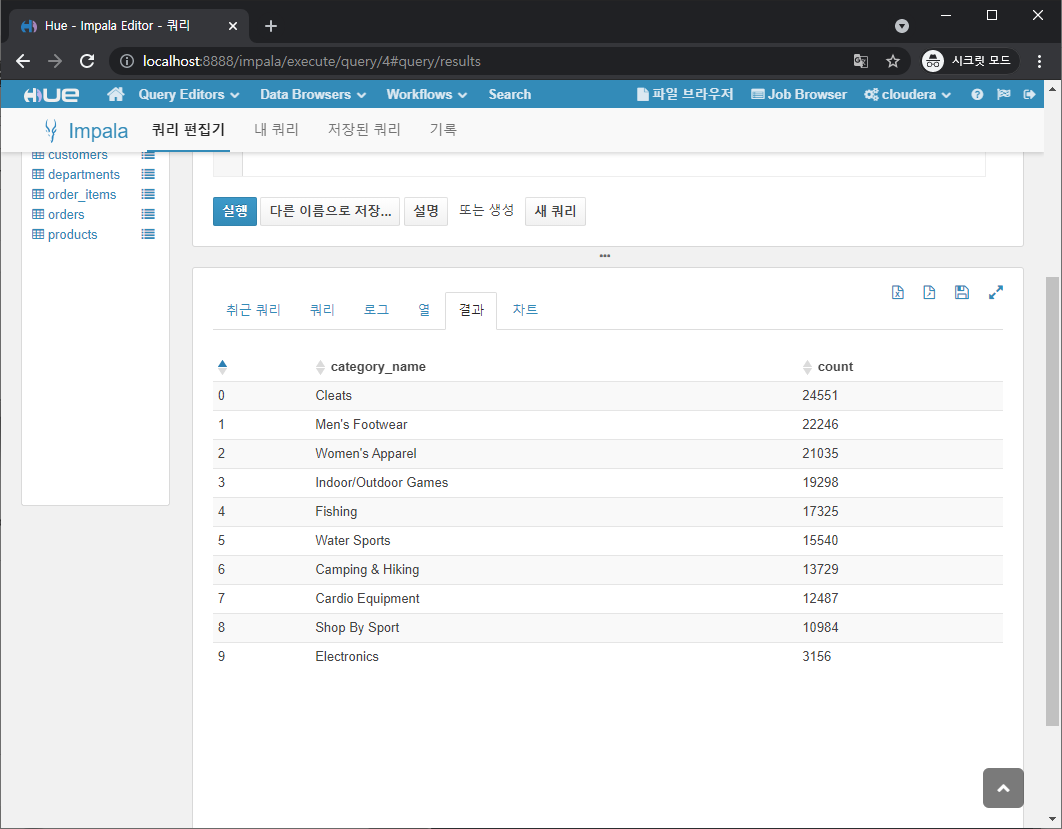 Hue - Impala Editor - 쿼리
localhost:8888/impala/execute/query/4#query/results
시크릿 모드
HUE Query Editors Data Browsers Workflows Search 파일 브라우저 Job Browser cloudera
Impala 쿼리 편집기 내 쿼리 저장된 쿼리 기록
customers
departments
order_items
orders
products
실행 다른 이름으로 저장... 설명 또는 생성 새 쿼리
취근 쿼리 쿼리 로그 열 결과 차트
category_name count
0 Cleats 24551
1 Men's Footwear 22246
2 Women's Apparel 21035
3 Indoor/Outdoor Games 19298
4 Fishing 17325
5 Water Sports 15540
6 Camping & Hiking 13729
7 Cardio Equipment 12487
8 Shop By Sport 10984
9 Electronics 3156